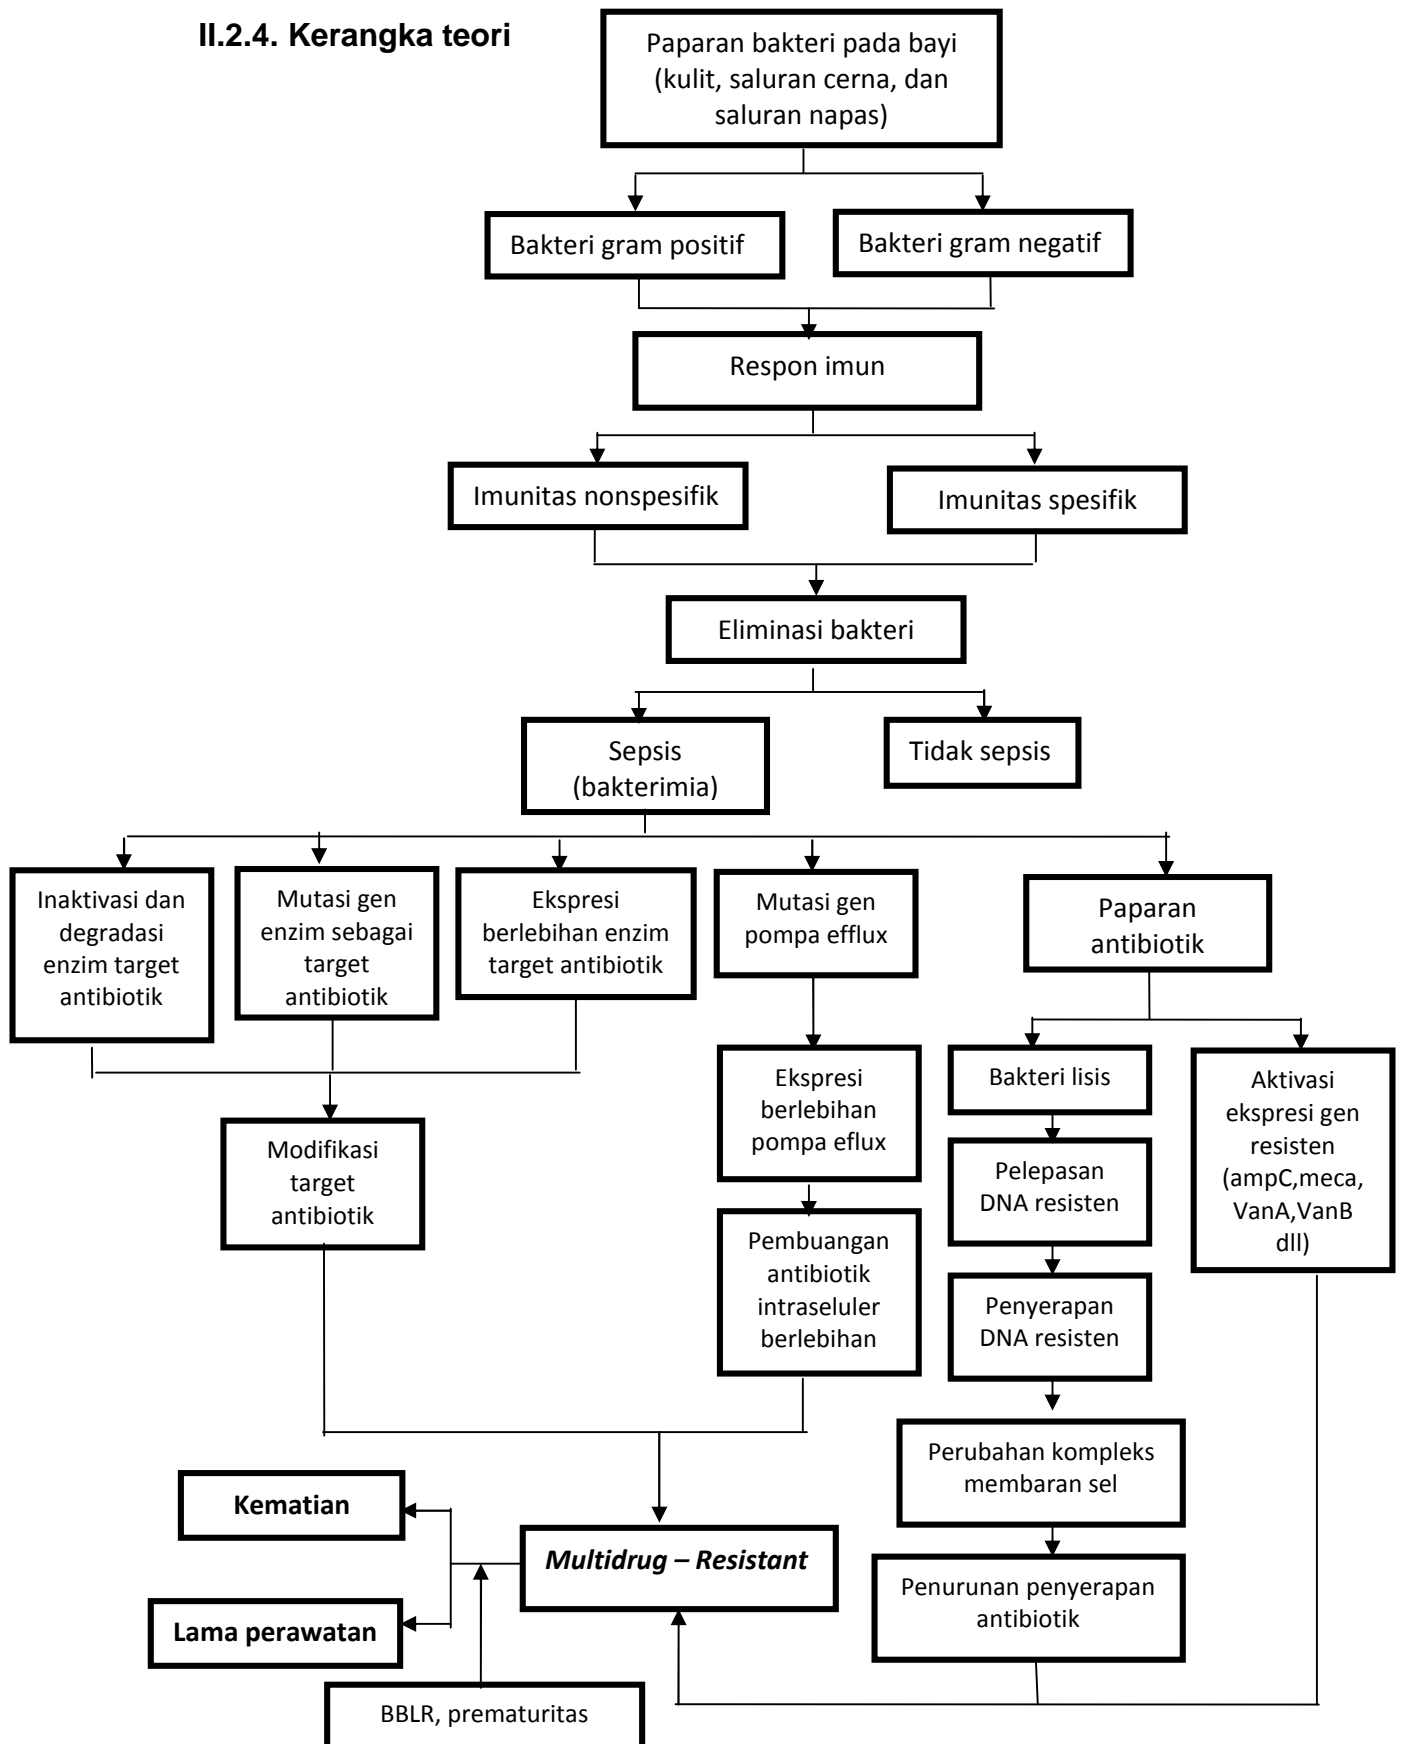 II.2.4. Kerangka teori
Paparan bakteri pada bayi
(kulit, saluran cerna, dan
saluran napas)
Bakteri gram positif
Bakteri gram negatif
Respon imun
Imunitas nonspesifik
Imunitas spesifik
Eliminasi bakteri
Sepsis
(bakterimia)
Tidak sepsis
Inaktivasi dan
degradasi
enzim target
antibiotik
Mutasi gen
enzim sebagai
target
antibiotik
Ekspresi
berlebihan enzim
target antibiotik
Mutasi gen
pompa efflux
Paparan
antibiotik
Modifikasi
target
antibiotik
Ekspresi
berlebihan
pompa eflux
Pembuangan
antibiotik
intraseluler
berlebihan
Bakteri lisis
Pelepasan
DNA resisten
Penyerapan
DNA resisten
Perubahan kompleks
membaran sel
Penurunan penyerapan
antibiotik
Aktivasi
ekspresi gen
resisten
(ampC,meca,
VanA,VanB
dll)
Kematian
Multidrug – Resistant
Lama perawatan
BBLR, prematuritas